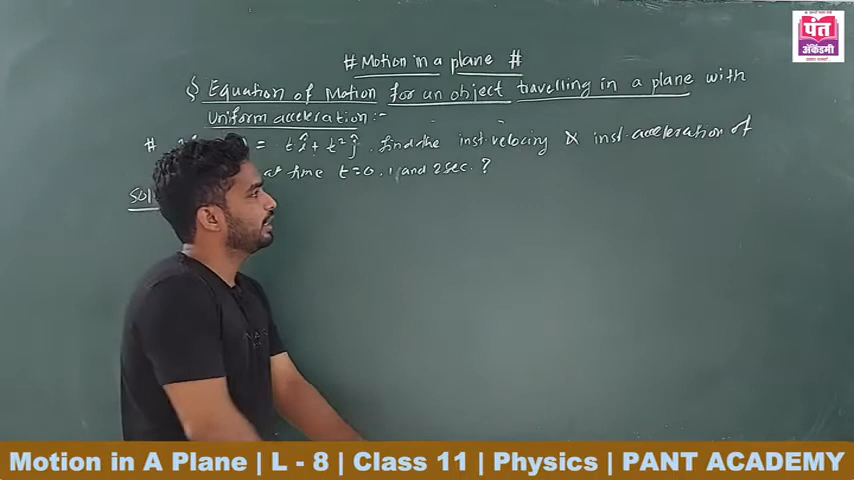 पंत
अकॅडमी
# Motion in a plane #
§ Equation of Motion for an object travelling in a plane with
Uniform acceleration :-
# = t î + t² ĵ . find the inst. velocity & inst. acceleration of
at time t = 0, 1 and 2 sec. ?
Sol
Motion in A Plane | L - 8 | Class 11 | Physics | PANT ACADEMY